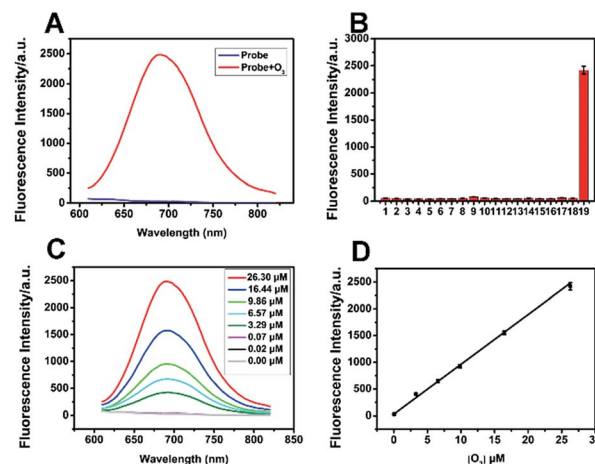 A
Fluorescence Intensity/a.u.
2500
2000
1500
1000
500
0
600 650 700 750 800
Wavelength (nm)
Probe
Probe+O3
B
Fluorescence Intensity/a.u.
3000
2500
2000
1500
1000
500
0
1 2 3 4 5 6 7 8 9 10 11 12 13 14 15 16 17 18 19
C
Fluorescence Intensity/a.u.
2500
2000
1500
1000
500
0
600 650 700 750 800
Wavelength (nm)
26.30 µM
16.44 µM
9.86 µM
6.57 µM
3.29 µM
0.07 µM
0.02 µM
0.00 µM
D
Fluorescence Intensity/a.u.
2500
2000
1500
1000
500
0
0 5 10 15 20 25 30
[O3] µM